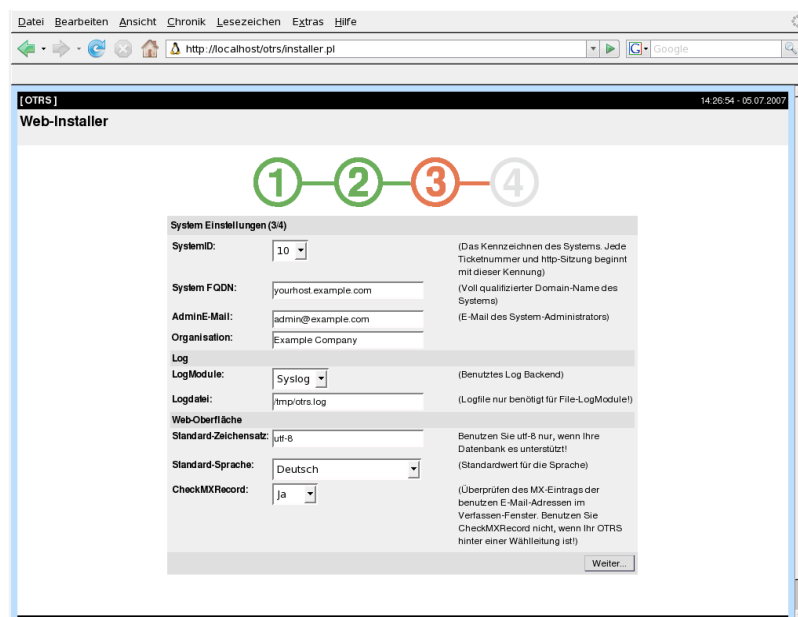 Datei Bearbeiten Ansicht Chronik Lesezeichen Extras Hilfe
http://localhost/otrs/installer.pl
G Google
[ OTRS ] 14:26:54 - 05.07.2007
Web-Installer
1 2 3 4
System Einstellungen (3/4)
SystemID: 10 (Das Kennzeichen des Systems. Jede
Ticketnummer und http-Sitzung beginnt
mit dieser Kennung)
System FQDN: yourhost.example.com (Voll qualifizierter Domain-Name des
Systems)
AdminE-Mail: admin@example.com (E-Mail des System-Administrators)
Organisation: Example Company
Log
LogModule: Syslog (Benutztes Log Backend)
Logdatei: /tmp/otrs.log (Logfile nur benötigt für File-LogModule!)
Web-Oberfläche
Standard-Zeichensatz: utf-8 Benutzen Sie utf-8 nur, wenn Ihre
Datenbank es unterstützt!
Standard-Sprache: Deutsch (Standardwert für die Sprache)
CheckMXRecord: Ja (Überprüfen des MX-Eintrags der
benutzen E-Mail-Adressen im
Verfassen-Fenster. Benutzen Sie
CheckMXRecord nicht, wenn Ihr OTRS
hinter einer Wählleitung ist!)
Weiter...